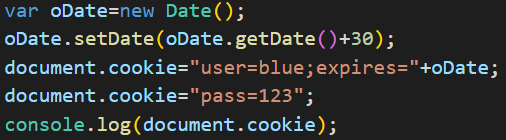 var oDate=new Date();
oDate.setDate(oDate.getDate()+30);
document.cookie="user=blue;expires="+oDate;
document.cookie="pass=123";
console.log(document.cookie);